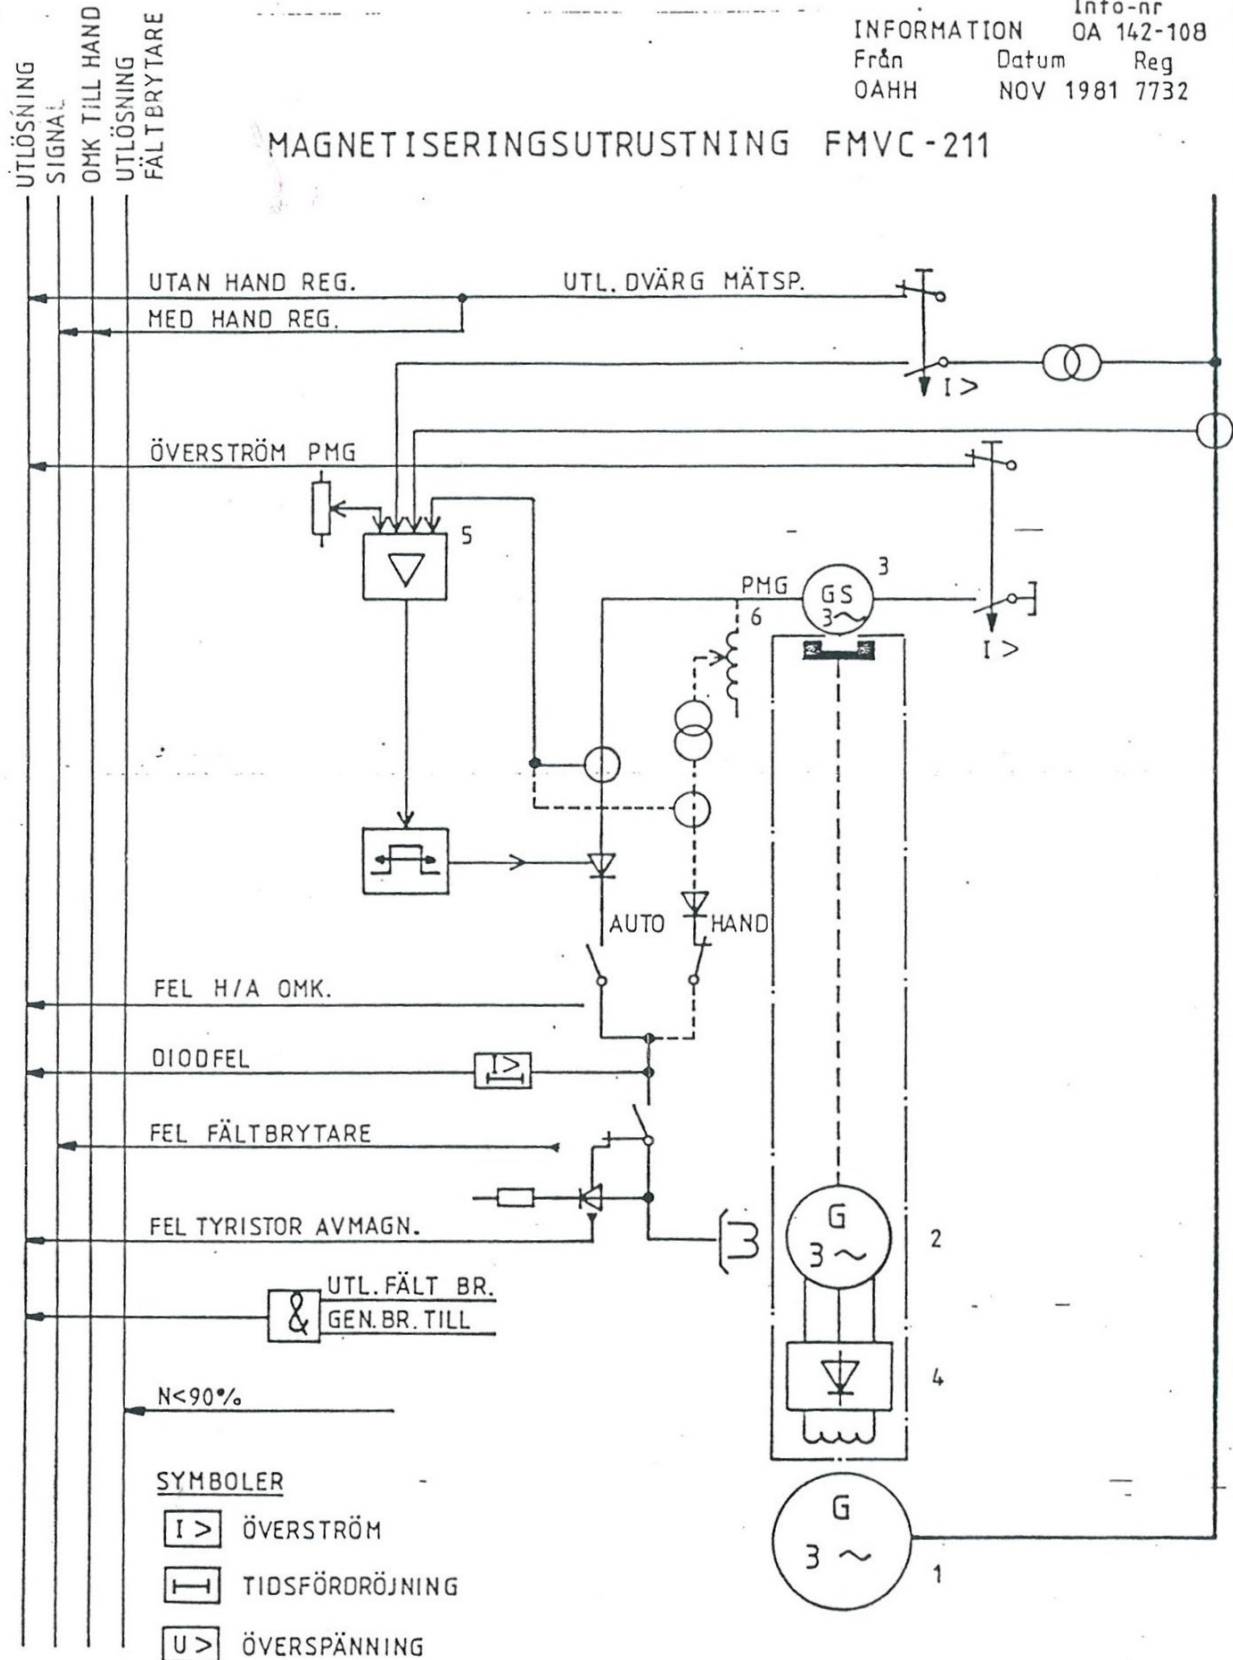 Info-nr
INFORMATION OA 142-108
Från Datum Reg
OAHH NOV 1981 7732
UTLÖSNING
SIGNAL
OMK TILL HAND
UTLÖSNING
FÄLTBRYTARE
MAGNETISERINGSUTRUSTNING FMVC-211
UTAN HAND REG. UTL. DVÄRG MÄTSP.
MED HAND REG.
I >
ÖVERSTRÖM PMG
5
3
PMG GS
6 3~
I >
AUTO HAND
FEL H/A OMK.
DIODFEL I>
FEL FÄLTBRYTARE
FEL TYRISTOR AVMAGN.
G
3 ~
2
UTL. FÄLT BR.
& GEN. BR. TILL
4
N<90%
SYMBOLER
I > ÖVERSTRÖM
TIDSFÖRDRÖJNING
U > ÖVERSPÄNNING
G
3 ~
1